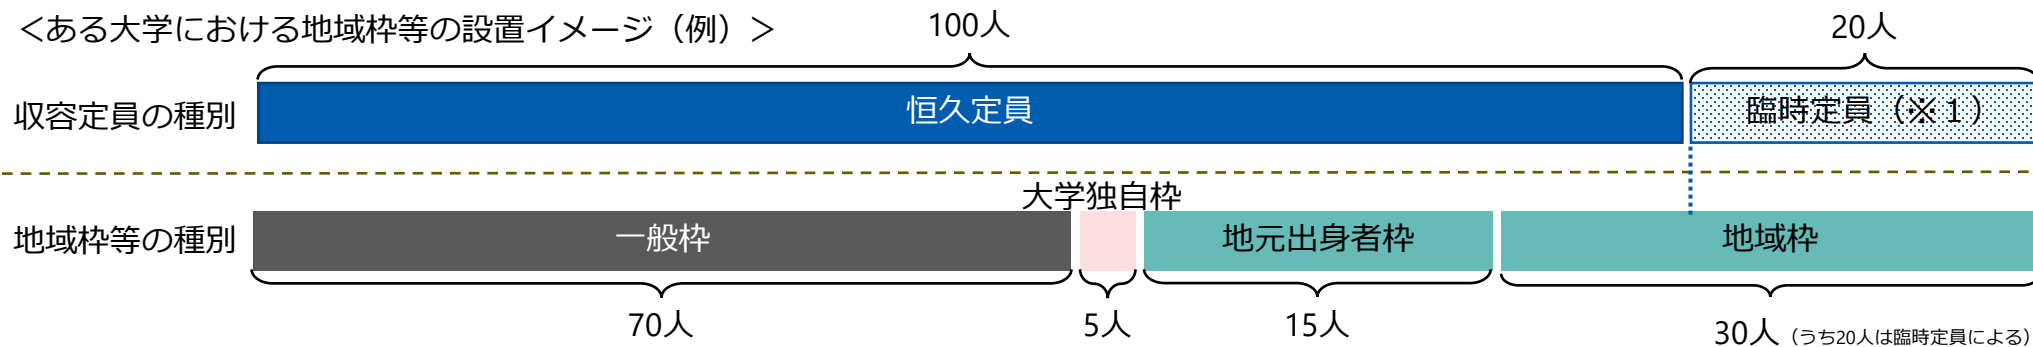 ＜ある大学における地域枠等の設置イメージ（例）＞
100人
20人
収容定員の種別
恒久定員
臨時定員（※１）
大学独自枠
地域枠等の種別
一般枠
地元出身者枠
地域枠
70人
5人
15人
30人（うち20人は臨時定員による）